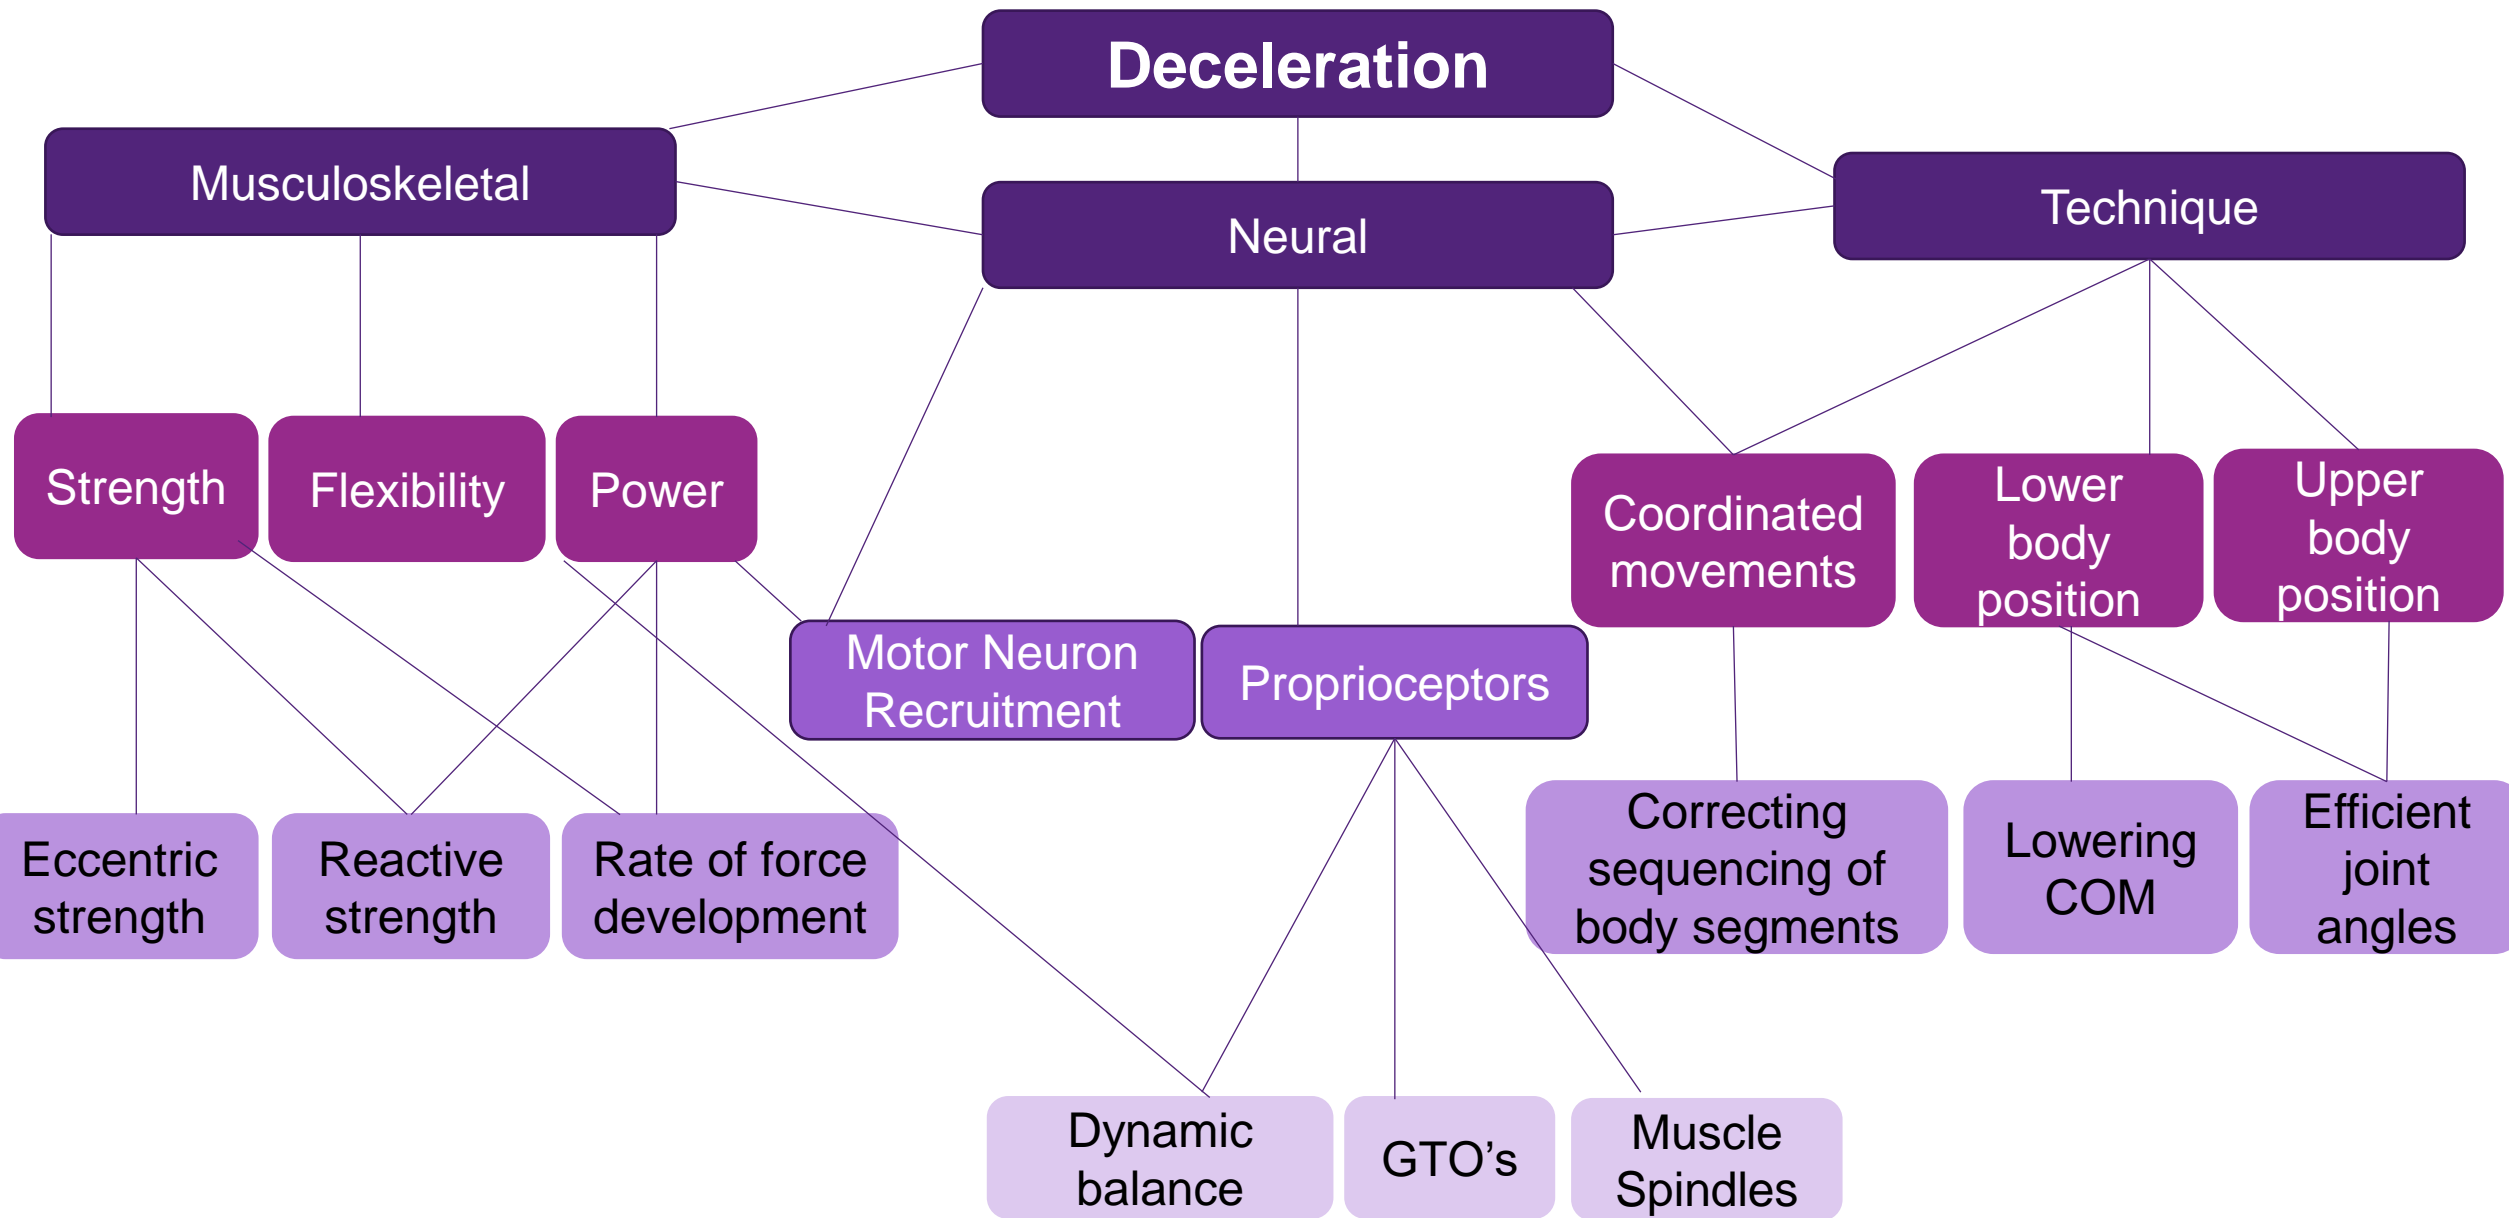 Deceleration
Musculoskeletal
Neural
Technique
Strength
Flexibility
Power
Coordinated
movements
Lower
body
position
Upper
body
position
Motor Neuron
Recruitment
Proprioceptors
Eccentric
strength
Reactive
strength
Rate of force
development
Correcting
sequencing of
body segments
Lowering
COM
Efficient
joint
angles
Dynamic
balance
GTO’s
Muscle
Spindles